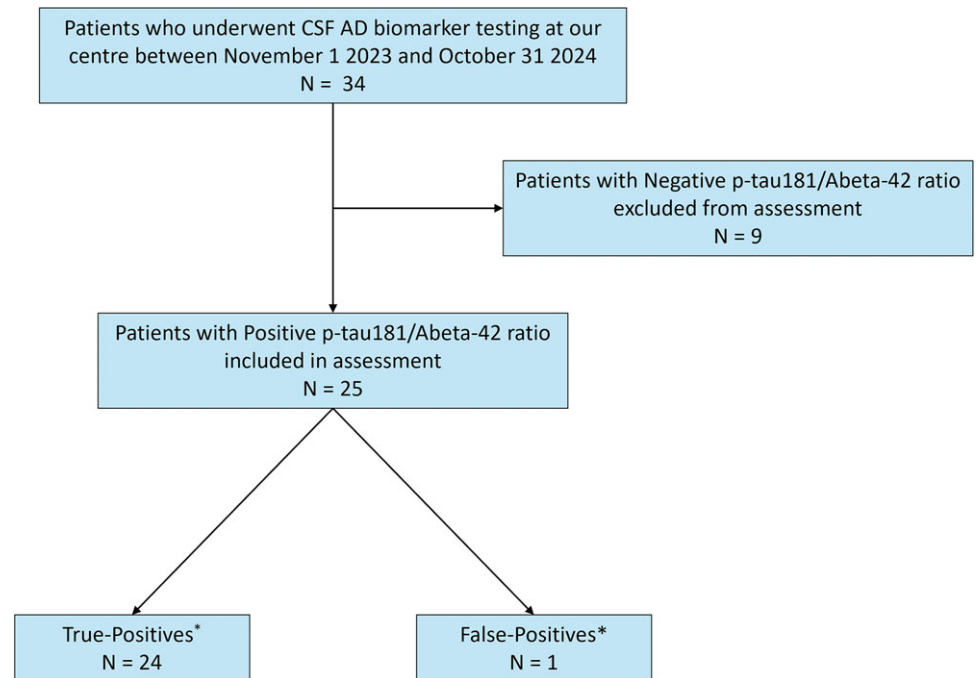 Patients who underwent CSF AD biomarker testing at our
centre between November 1 2023 and October 31 2024
N = 34
Patients with Negative p-tau181/Abeta-42 ratio
excluded from assessment
N = 9
Patients with Positive p-tau181/Abeta-42 ratio
included in assessment
N = 25
True-Positives*
N = 24
False-Positives*
N = 1